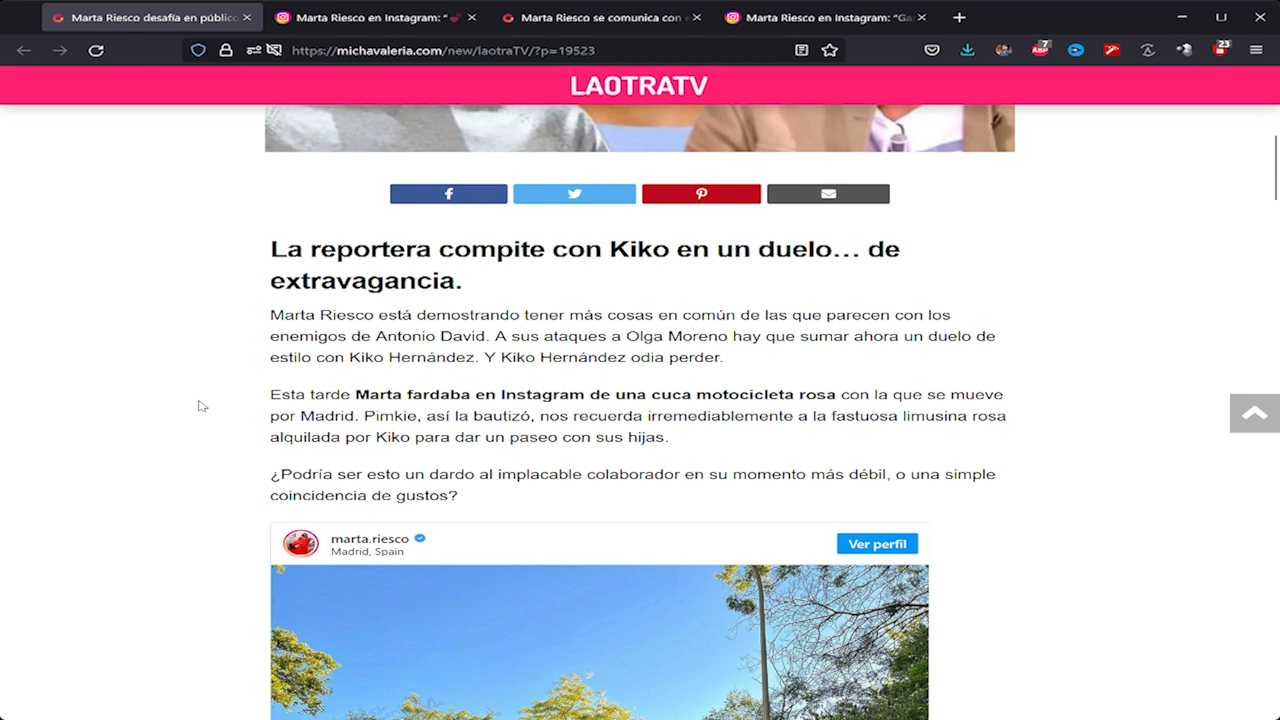 Marta Riesco desafía en público
Marta Riesco en Instagram: "
Marta Riesco se comunica con e
Marta Riesco en Instagram: "Ga
https://michavaleria.com/new/laotraTV/?p=19523
ABP
7
23
LAOTRATV
La reportera compite con Kiko en un duelo… de
extravagancia.
Marta Riesco está demostrando tener más cosas en común de las que parecen con los
enemigos de Antonio David. A sus ataques a Olga Moreno hay que sumar ahora un duelo de
estilo con Kiko Hernández. Y Kiko Hernández odia perder.
Esta tarde Marta fardaba en Instagram de una cuca motocicleta rosa con la que se mueve
por Madrid. Pimkie, así la bautizó, nos recuerda irremediablemente a la fastuosa limusina rosa
alquilada por Kiko para dar un paseo con sus hijas.
¿Podría ser esto un dardo al implacable colaborador en su momento más débil, o una simple
coincidencia de gustos?
marta.riesco
Madrid, Spain
Ver perfil